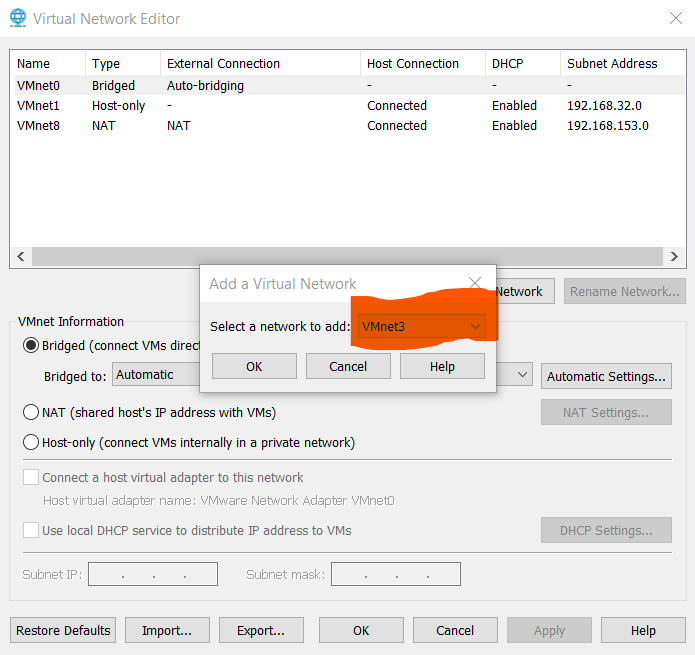 Virtual Network Editor
Name Type External Connection Host Connection DHCP Subnet Address
VMnet0 Bridged Auto-bridging - - -
VMnet1 Host-only - Connected Enabled 192.168.32.0
VMnet8 NAT NAT Connected Enabled 192.168.153.0
Add a Virtual Network
Select a network to add: VMnet3
OK Cancel Help
Network Rename Network...
VMnet Information
Bridged (connect VMs direct
Bridged to: Automatic Automatic Settings...
NAT (shared host's IP address with VMs) NAT Settings...
Host-only (connect VMs internally in a private network)
Connect a host virtual adapter to this network
Host virtual adapter name: VMware Network Adapter VMnet0
Use local DHCP service to distribute IP address to VMs DHCP Settings...
Subnet IP: . . . Subnet mask: . . .
Restore Defaults Import... Export... OK Cancel Apply Help